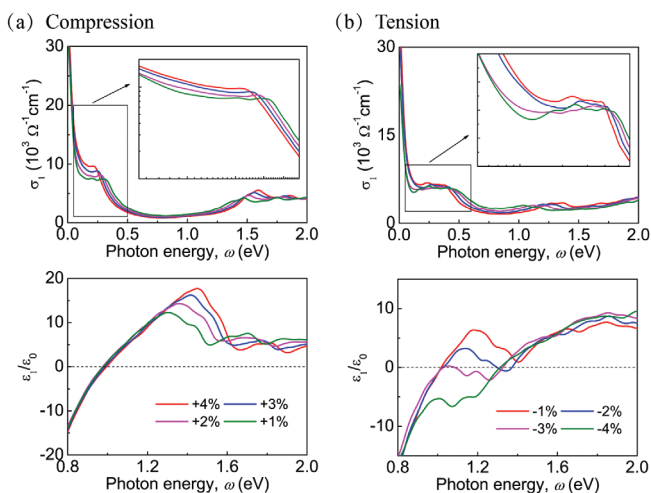 (a) Compression
(b) Tension
30
20
10
0
σ₁ (10³ Ω⁻¹cm⁻¹)
0.0 0.5 1.0 1.5 2.0
Photon energy, ω (eV)
30
15
0
σ₁ (10³ Ω⁻¹cm⁻¹)
0.0 0.5 1.0 1.5 2.0
Photon energy, ω (eV)
20
10
0
-10
-20
ε₁/ε₀
+4% +3%
+2% +1%
0.8 1.2 1.6 2.0
Photon energy, ω (eV)
10
0
-10
ε₁/ε₀
-1% -2%
-3% -4%
0.8 1.2 1.6 2.0
Photon energy, ω (eV)